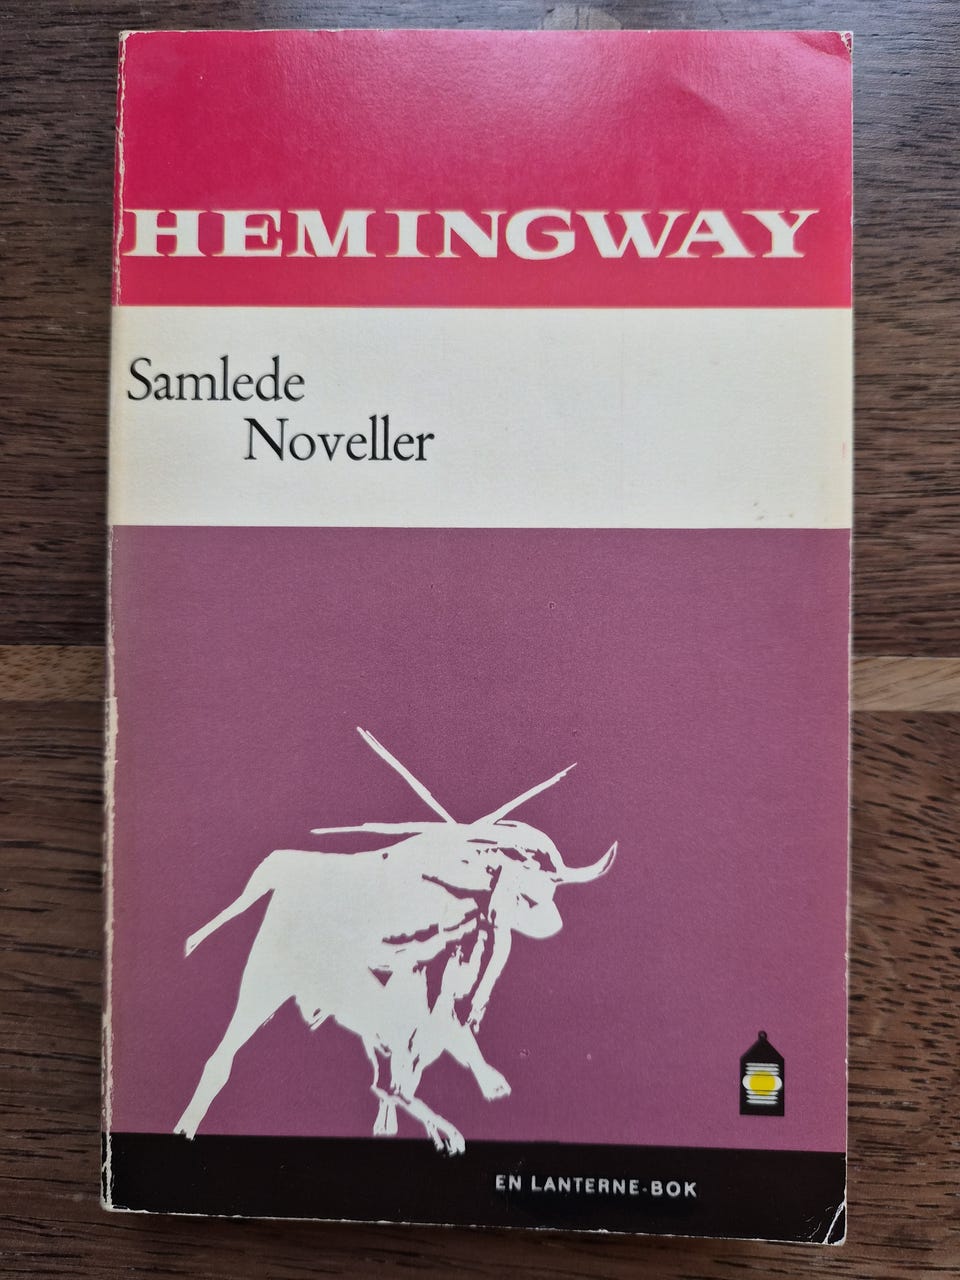 HEMINGWAY
Samlede
Noveller
EN LANTERNE-BOK